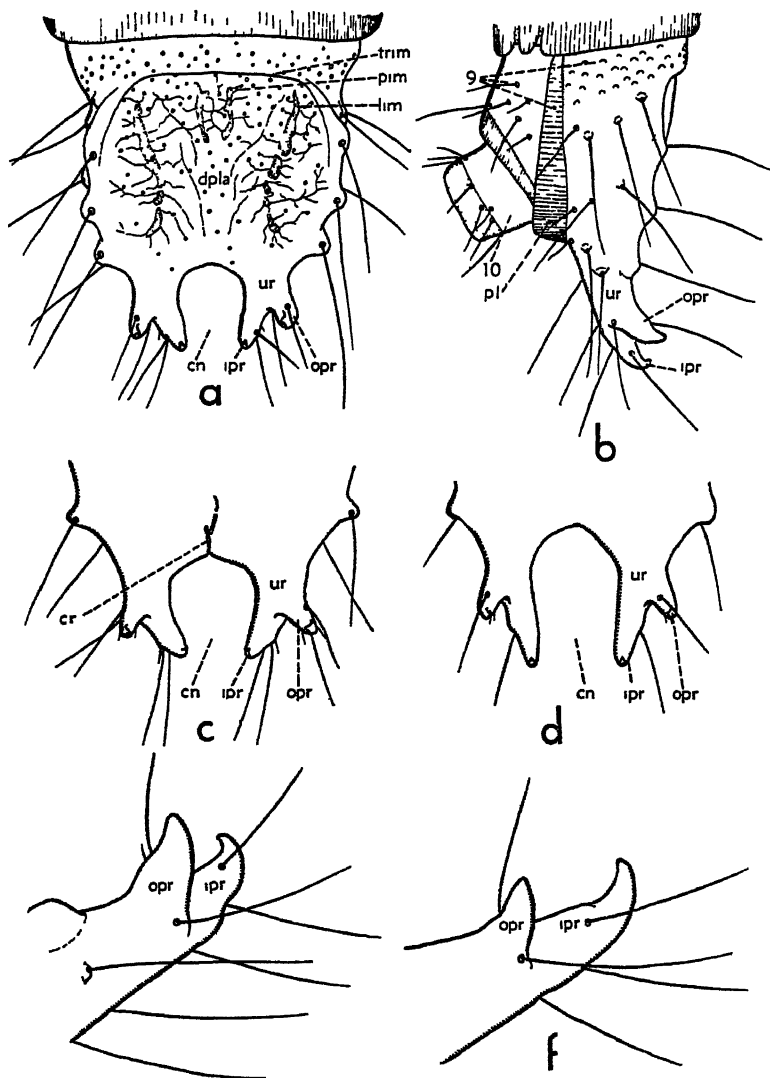 trim
pim
lim
dpla
ur
cn ipr opr
a
9
10
pl
ur
opr
ipr
b
cr
ur
cn ipr opr
c
ur
cn ipr opr
d
opr ipr
opr ipr
f